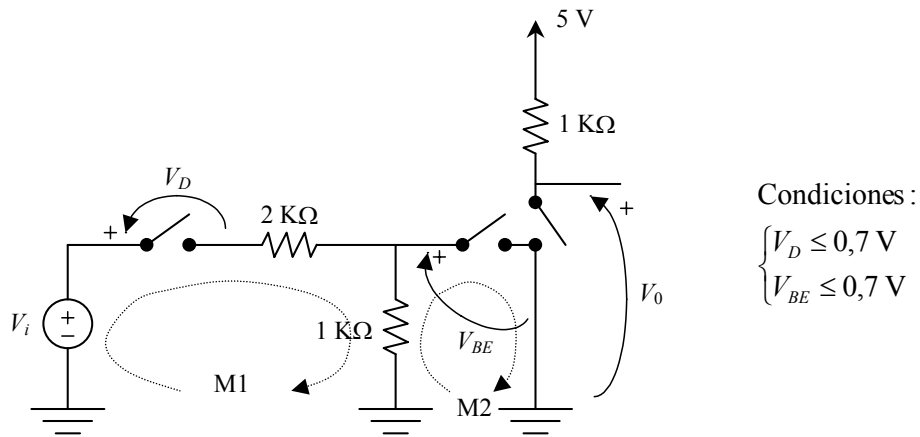 5 V
1 KΩ
V_D
+
2 KΩ
+
+
Condiciones:
{V_D ≤ 0,7 V
V_BE ≤ 0,7 V
V_i
+
−
1 KΩ
V_BE
V_0
M1
M2